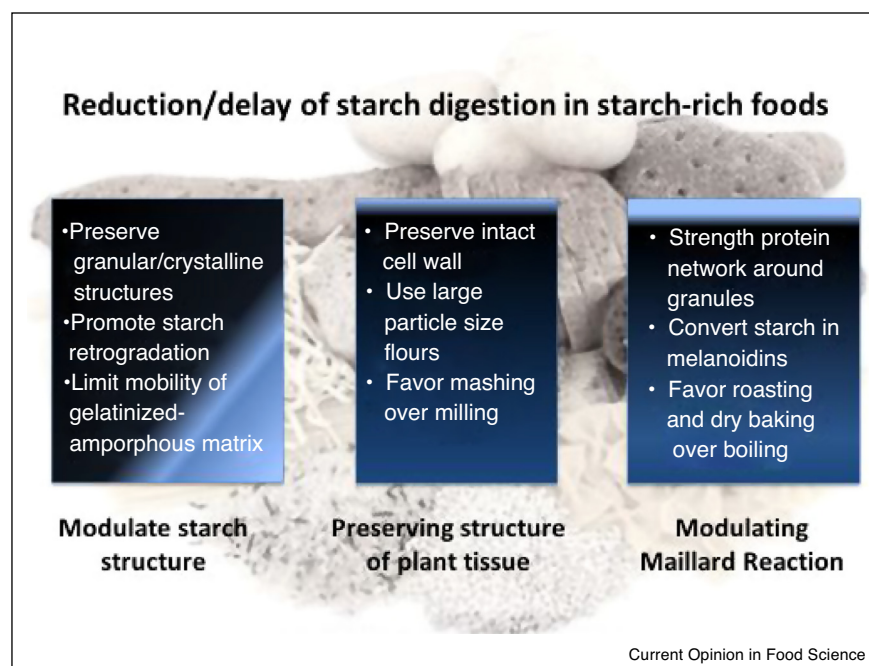 Reduction/delay of starch digestion in starch-rich foods
•Preserve
granular/crystalline
structures
•Promote starch
retrogradation
•Limit mobility of
gelatinized-
amporphous matrix
• Preserve intact
cell wall
• Use large
particle size
flours
• Favor mashing
over milling
• Strength protein
network around
granules
• Convert starch in
melanoidins
• Favor roasting
and dry baking
over boiling
Modulate starch
structure
Preserving structure
of plant tissue
Modulating
Maillard Reaction
Current Opinion in Food Science